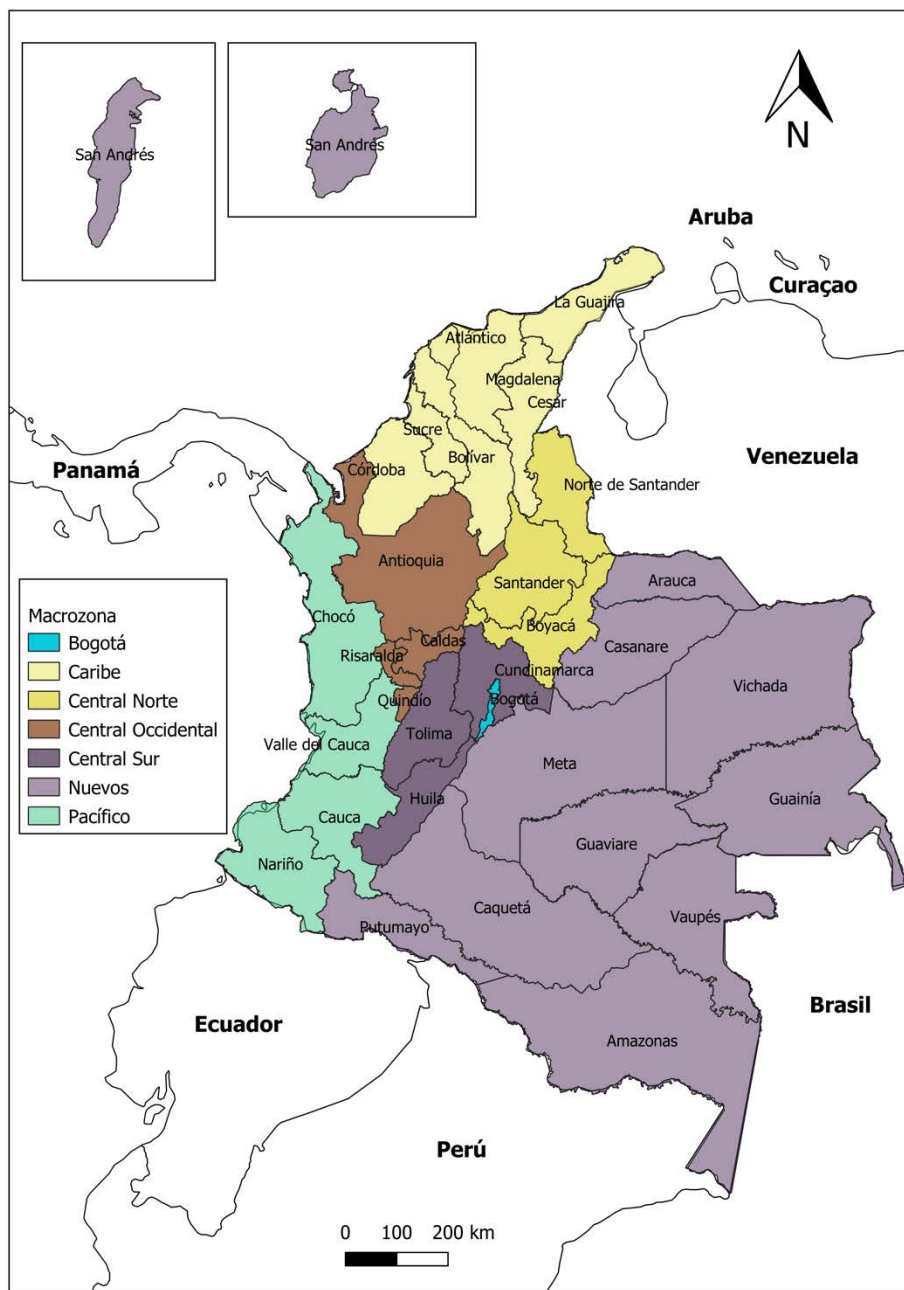 San Andrés
San Andrés
N
Aruba
Curaçao
La Guajira
Atlántico
Magdalena
Cesar
Sucre
Bolívar
Córdoba
Panamá
Venezuela
Norte de Santander
Antioquia
Santander
Arauca
Boyacá
Chocó
Caldas
Casanare
Risaralda
Cundinamarca
Vichada
Quindío
Bogotá
Tolima
Valle del Cauca
Meta
Guainía
Huila
Cauca
Guaviare
Nariño
Caquetá
Vaupés
Putumayo
Macrozona
Bogotá
Caribe
Central Norte
Central Occidental
Central Sur
Nuevos
Pacífico
Ecuador
Brasil
Amazonas
Perú
0 100 200 km